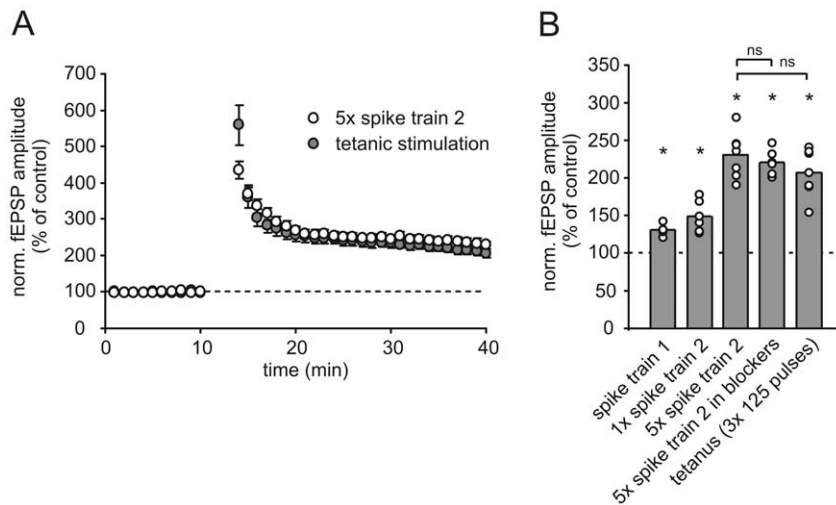 A
norm. fEPSP amplitude
(% of control)
700
600
500
400
300
200
100
0
0
10
20
30
40
time (min)
5x spike train 2
tetanic stimulation
B
norm. fEPSP amplitude
(% of control)
350
300
250
200
150
100
50
0
ns
ns
*
*
*
*
*
spike train 1
1x spike train 2
5x spike train 2
5x spike train 2 in blockers
tetanus (3x 125 pulses)